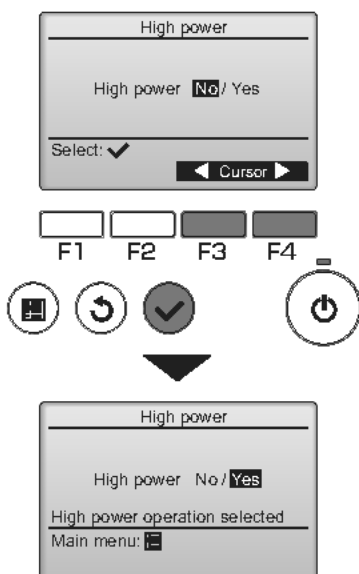 High power
High power No / Yes
Select:
Cursor
F1 F2 F3 F4
High power
High power No / Yes
High power operation selected
Main menu: